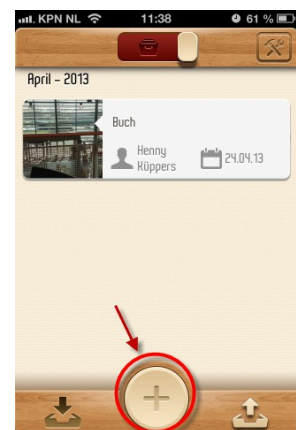 KPN NL 11:38 61 %
April – 2013
Buch
Henny
Küppers
24.04.13